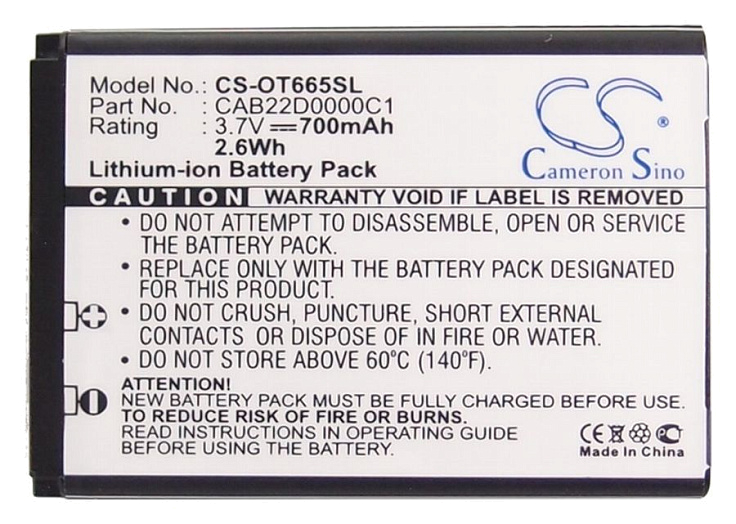 Model No.: CS-OT665SL
Part No. : CAB22D0000C1
Rating : 3.7V 700mAh
2.6Wh
Lithium-ion Battery Pack
CS ®
Cameron Sino
CAUTION WARRANTY VOID IF LABEL IS REMOVED
• DO NOT ATTEMPT TO DISASSEMBLE, OPEN OR SERVICE
THE BATTERY PACK.
• REPLACE ONLY WITH THE BATTERY PACK DESIGNATED
FOR THIS PRODUCT.
• DO NOT CRUSH, PUNCTURE, SHORT EXTERNAL
CONTACTS OR DISPOSE OF IN FIRE OR WATER.
• DO NOT STORE ABOVE 60°C (140°F).
ATTENTION!
NEW BATTERY PACK MUST BE FULLY CHARGED BEFORE USE.
TO REDUCE RISK OF FIRE OR BURNS.
READ INSTRUCTIONS IN OPERATING GUIDE
BEFORE USING BATTERY PACK.
CE
Made In China